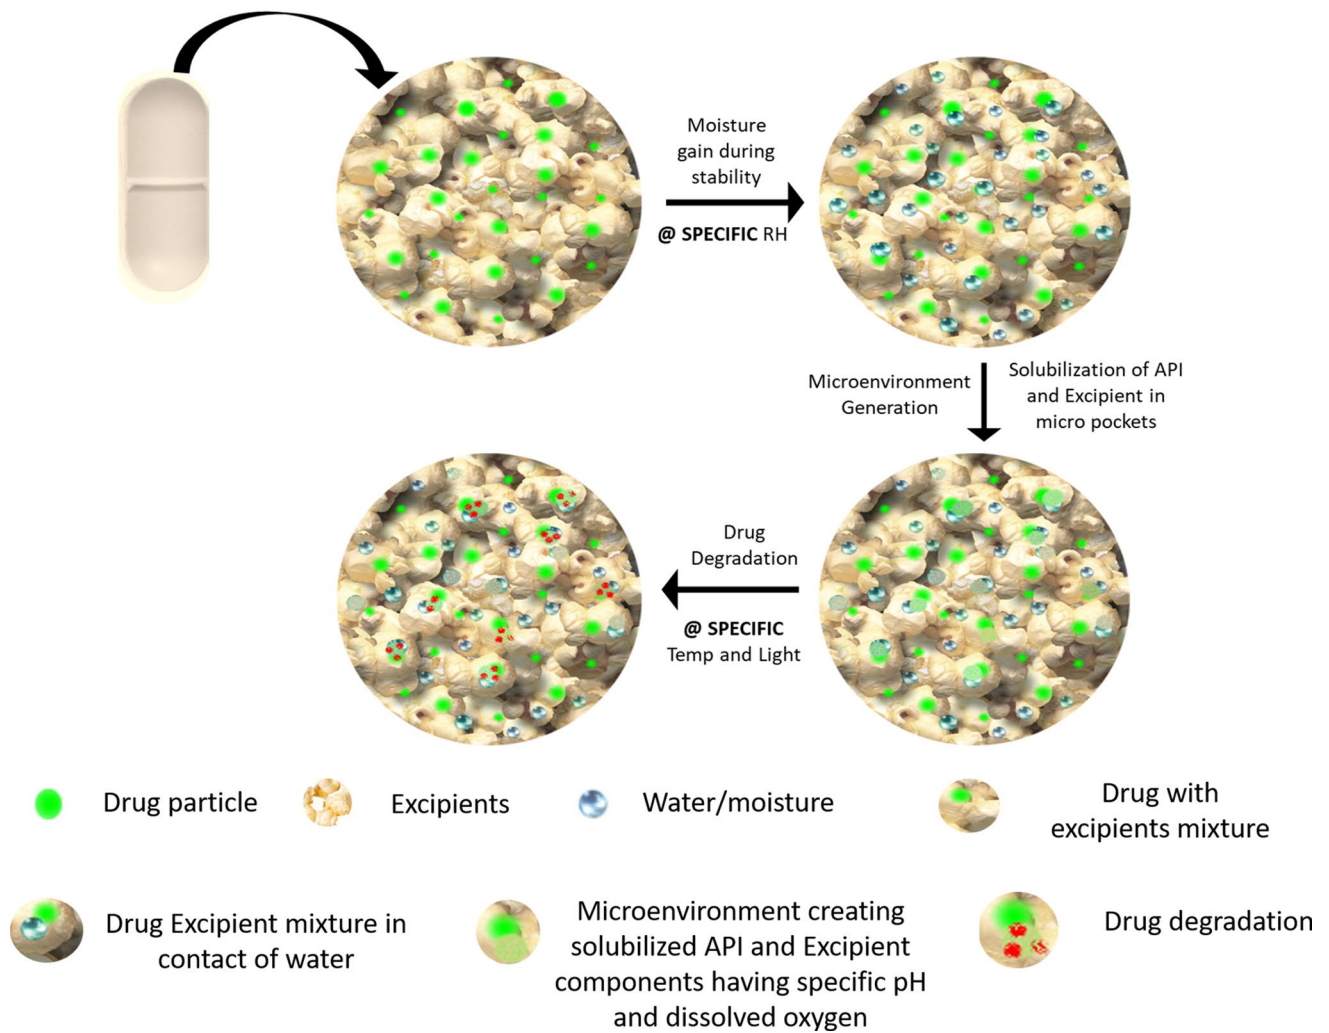 Moisture
gain during
stability
@ SPECIFIC RH
Microenvironment
Generation
Solubilization of API
and Excipient in
micro pockets
Drug
Degradation
@ SPECIFIC
Temp and Light
Drug particle
Excipients
Water/moisture
Drug with
excipients mixture
Drug Excipient mixture in
contact of water
Microenvironment creating
solubilized API and Excipient
components having specific pH
and dissolved oxygen
Drug degradation